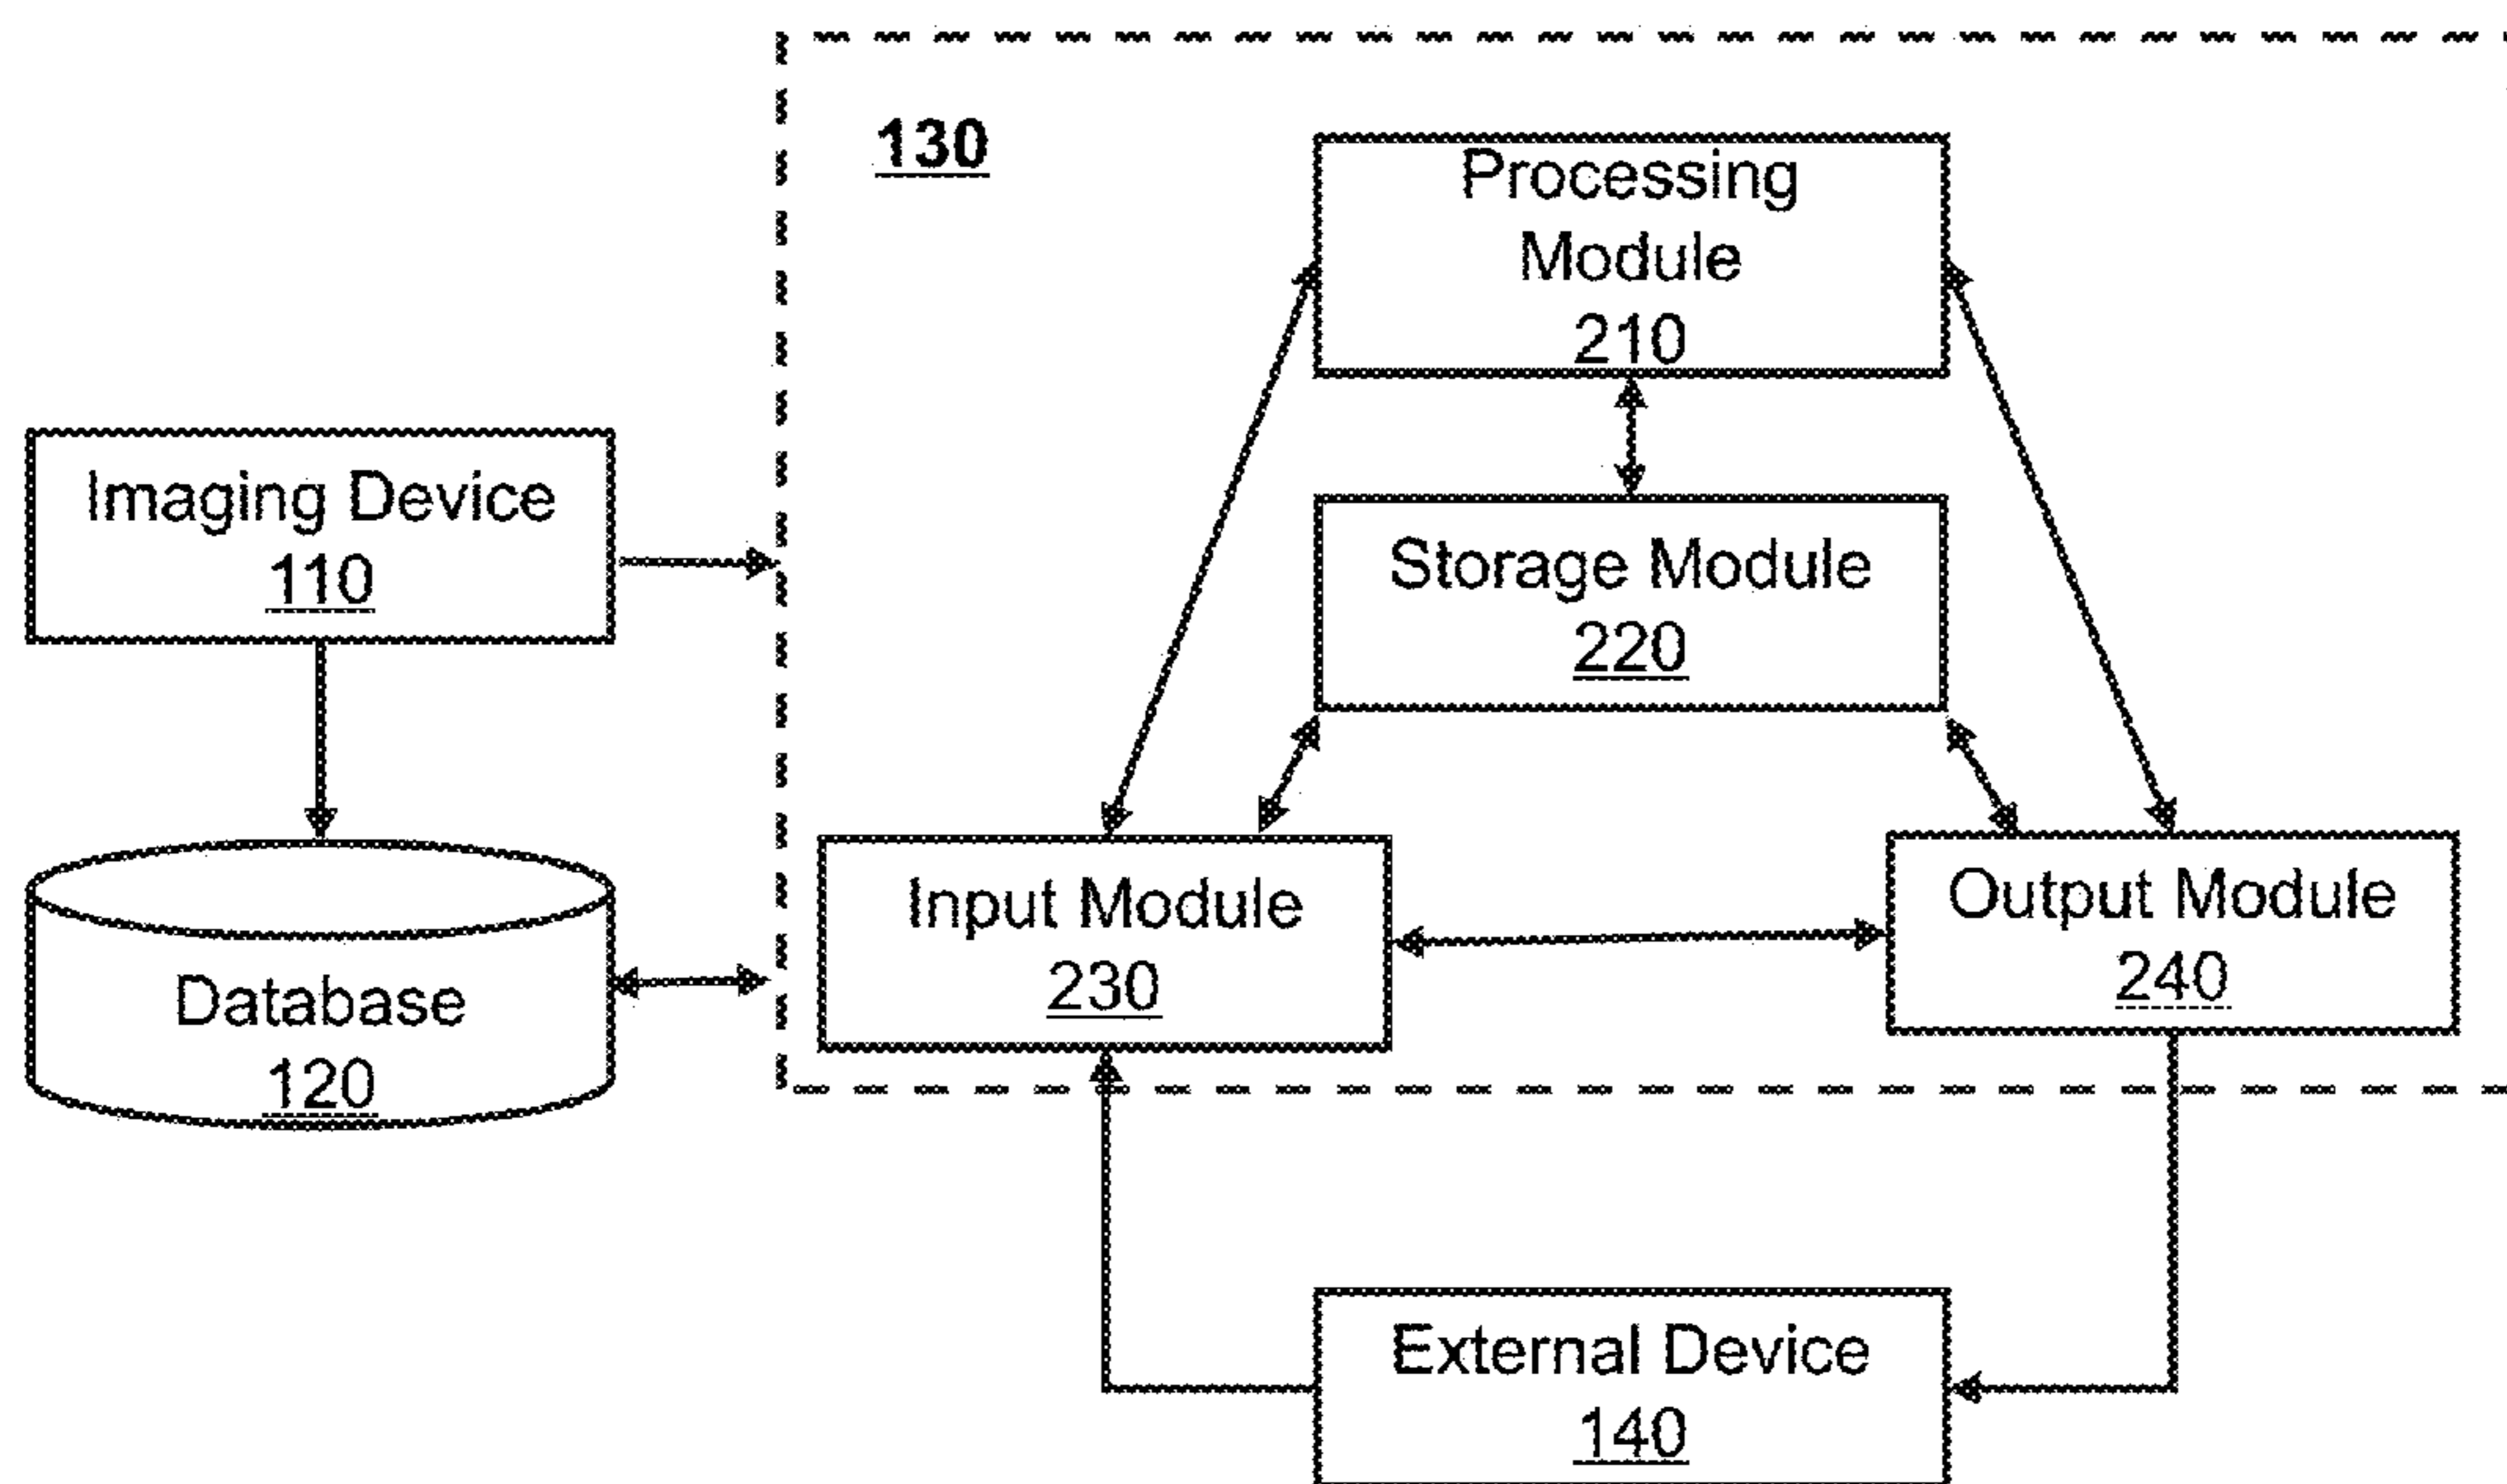 130
Processing
Module
210
Imaging Device
110
Storage Module
220
Input Module
230
Output Module
240
Database
120
External Device
140